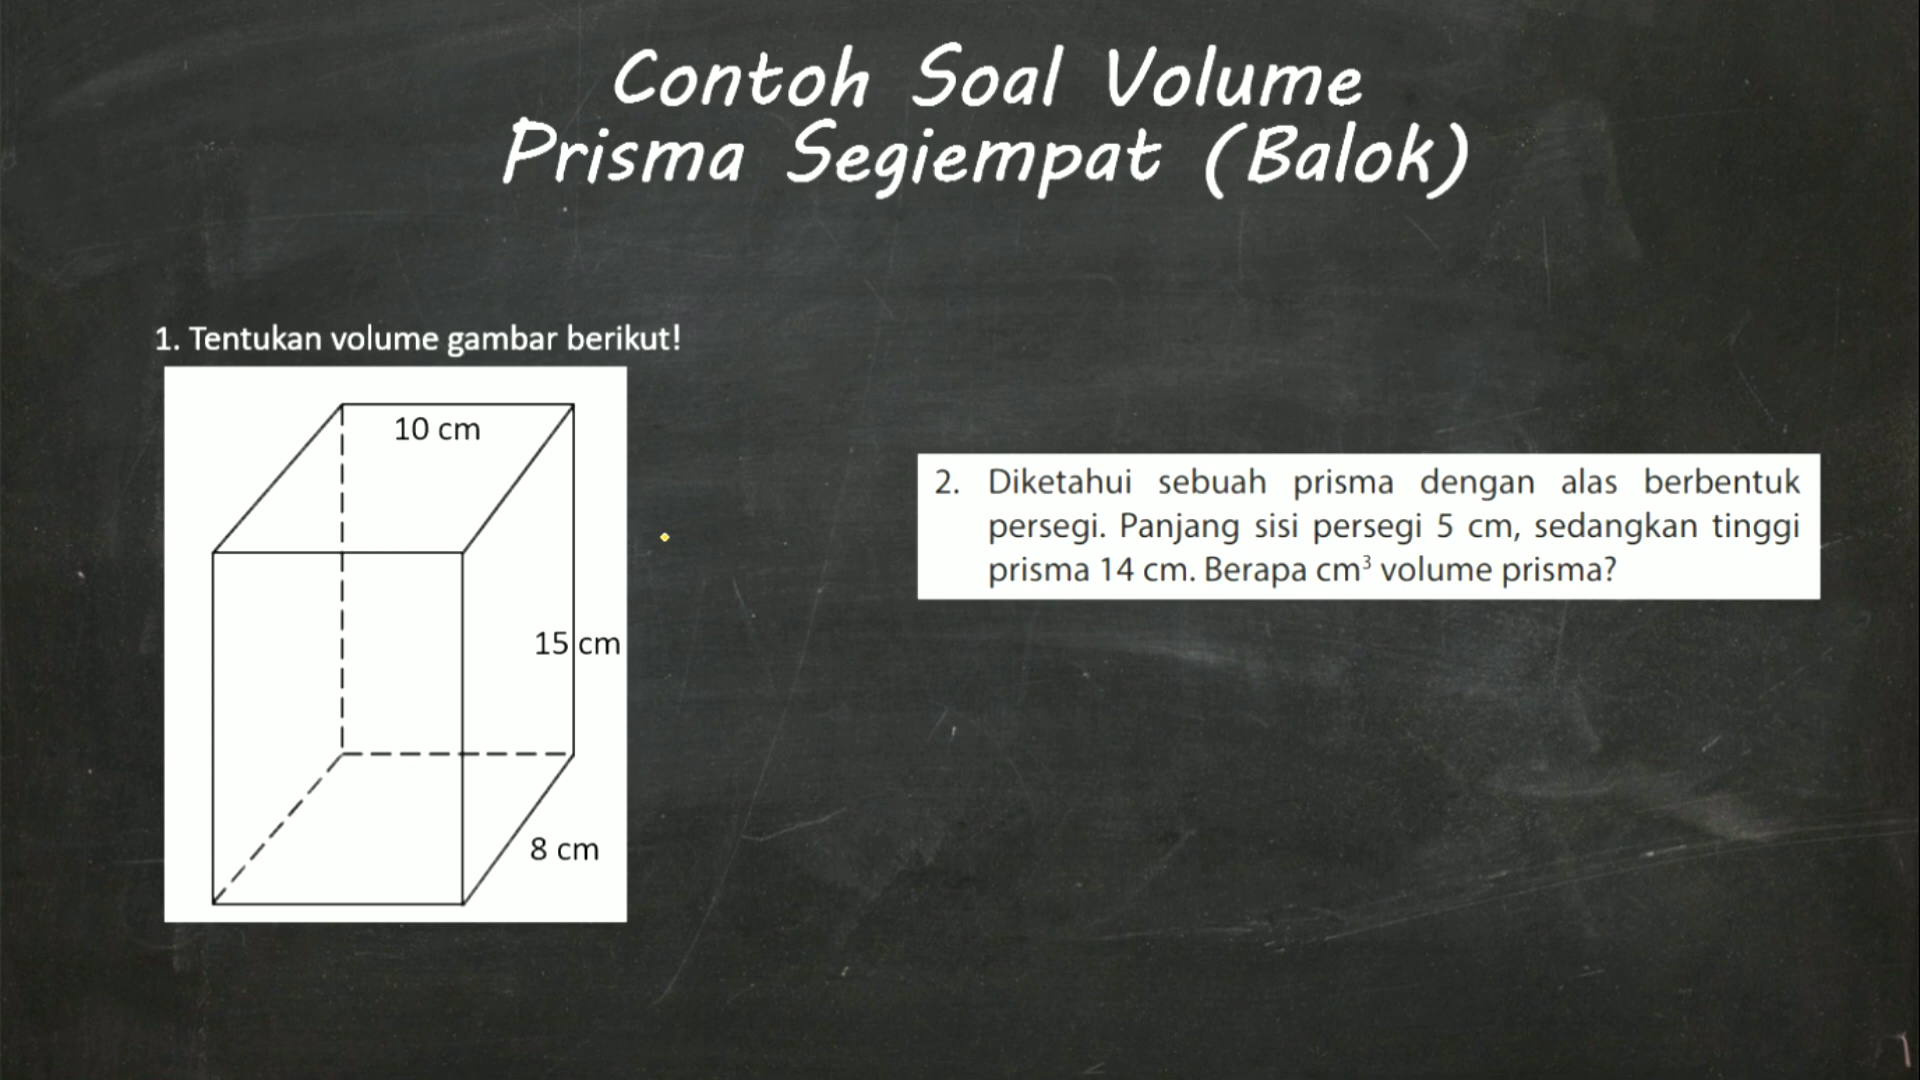 Contoh Soal Volume
Prisma Segiempat (Balok)
1. Tentukan volume gambar berikut!
10 cm
15 cm
8 cm
2. Diketahui sebuah prisma dengan alas berbentuk
persegi. Panjang sisi persegi 5 cm, sedangkan tinggi
prisma 14 cm. Berapa cm³ volume prisma?